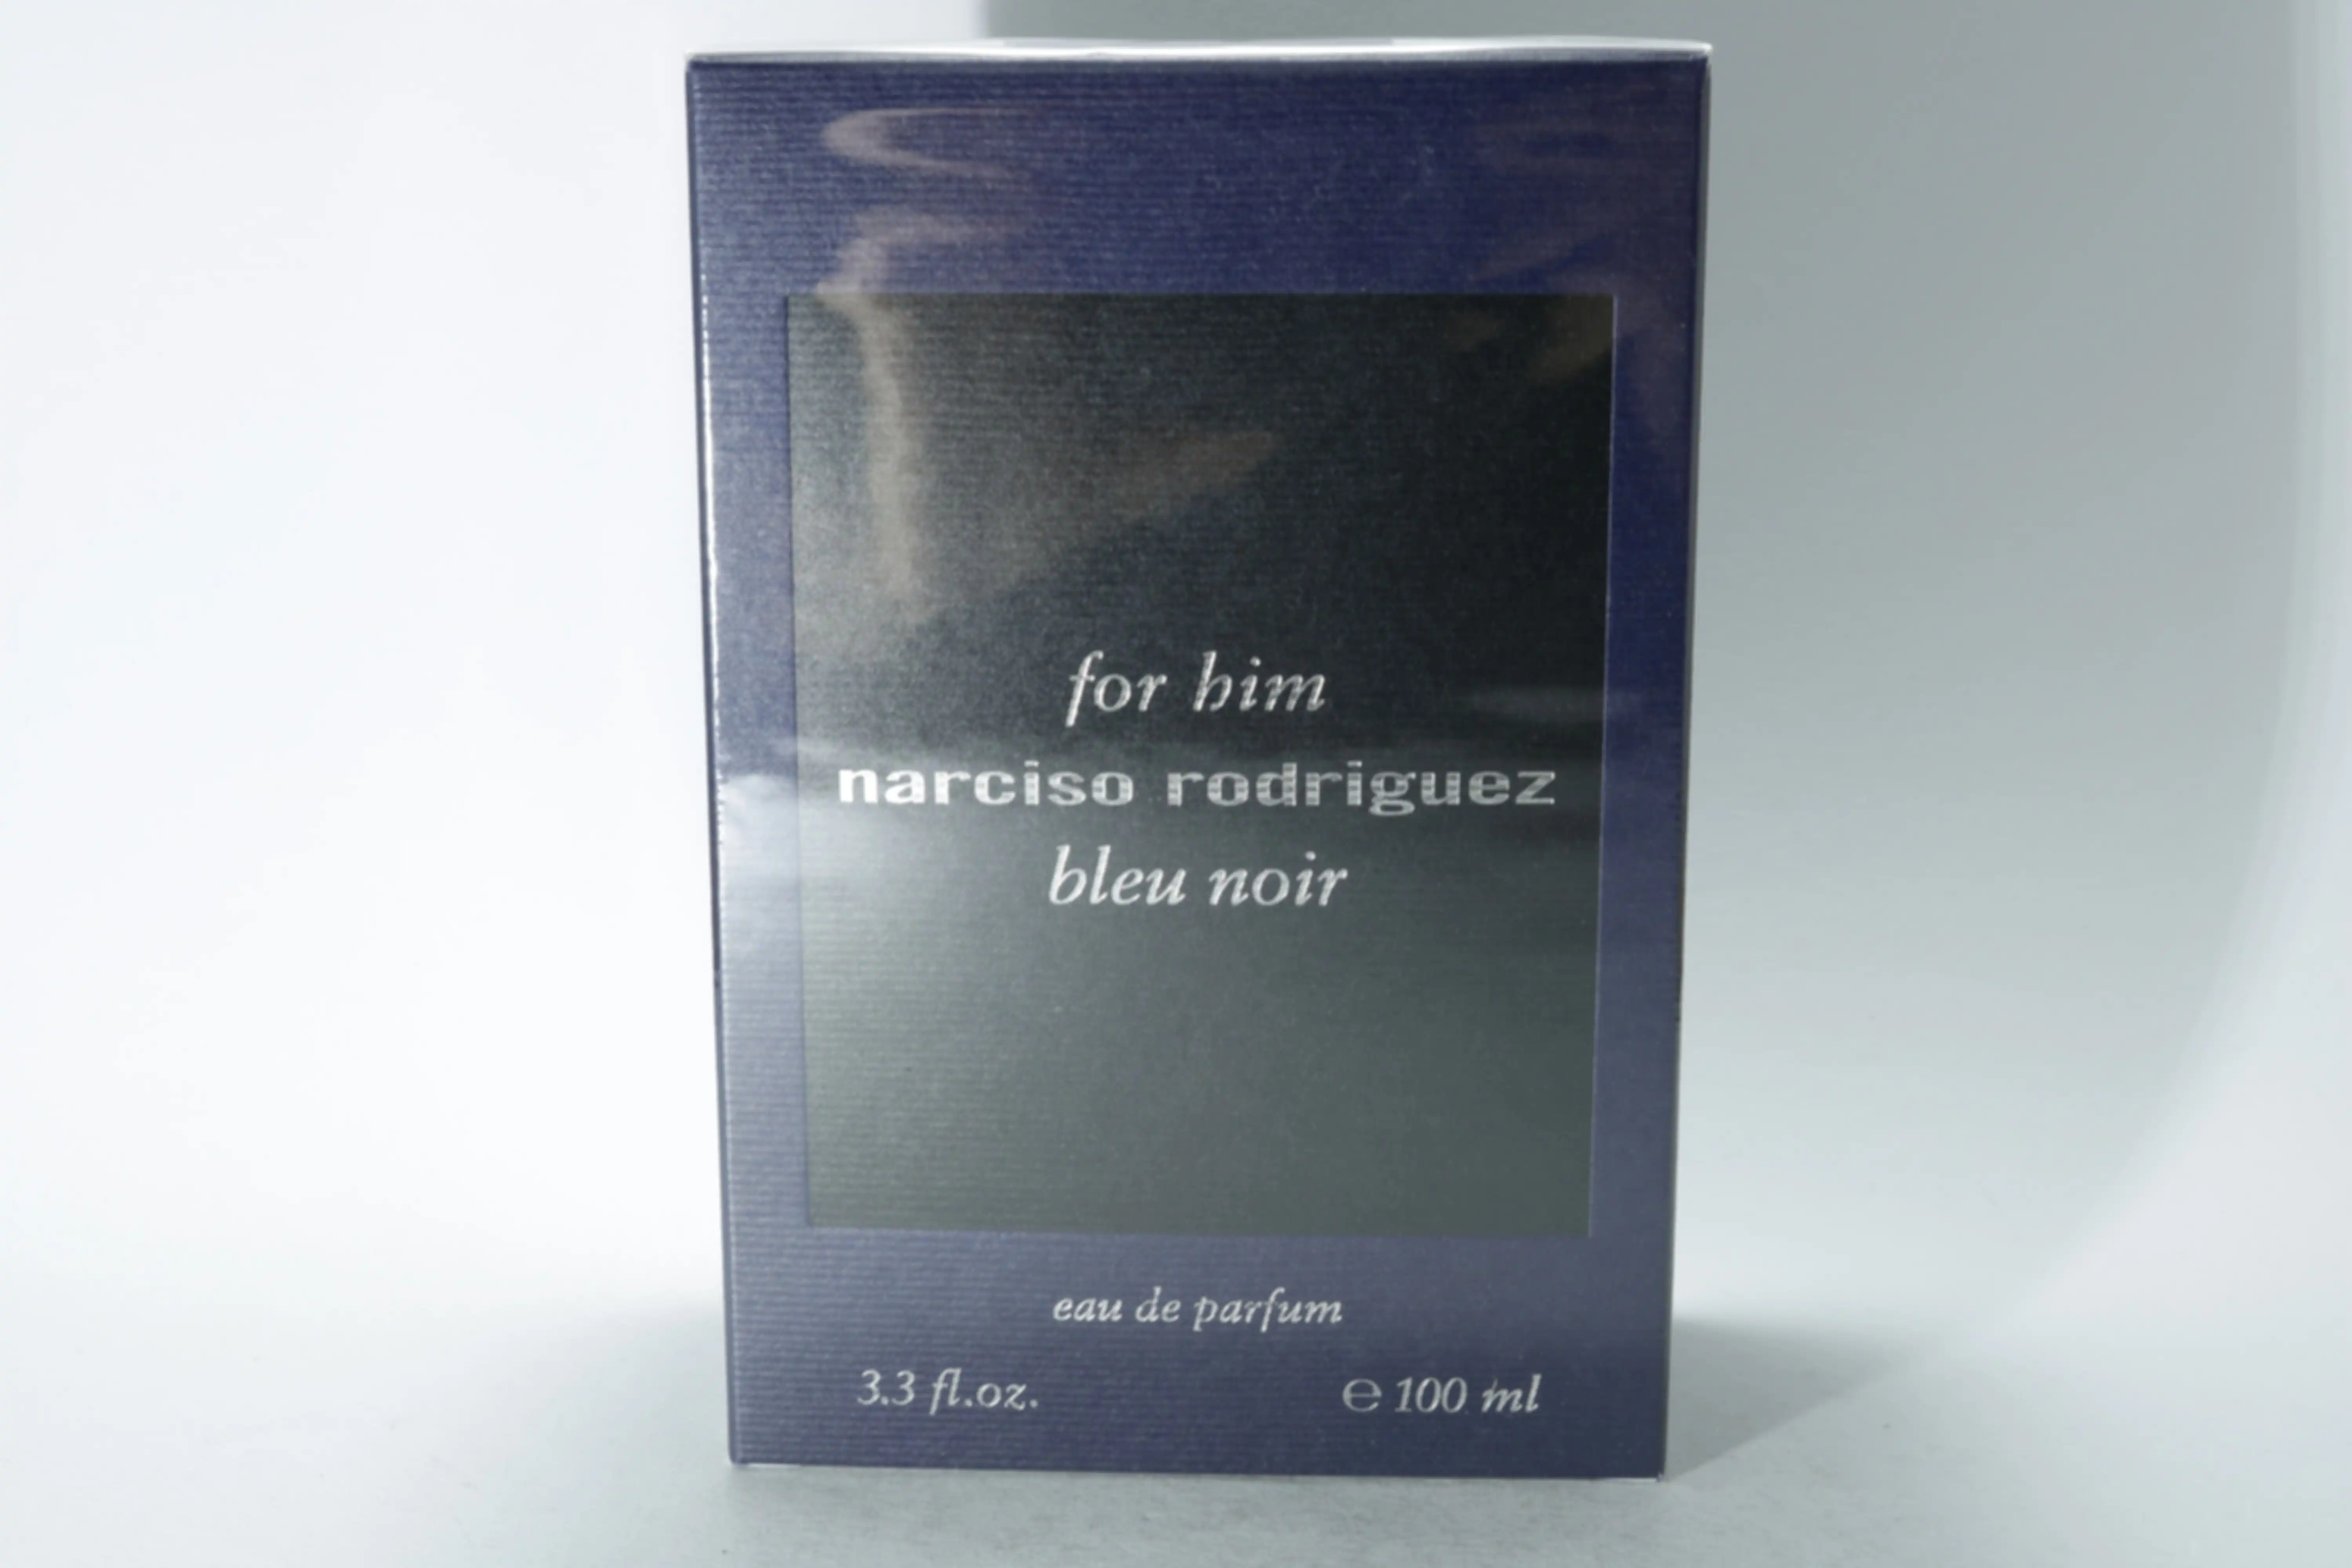 for him
narciso rodriguez
bleu noir
eau de parfum
3.3 fl.oz. ℮ 100 ml